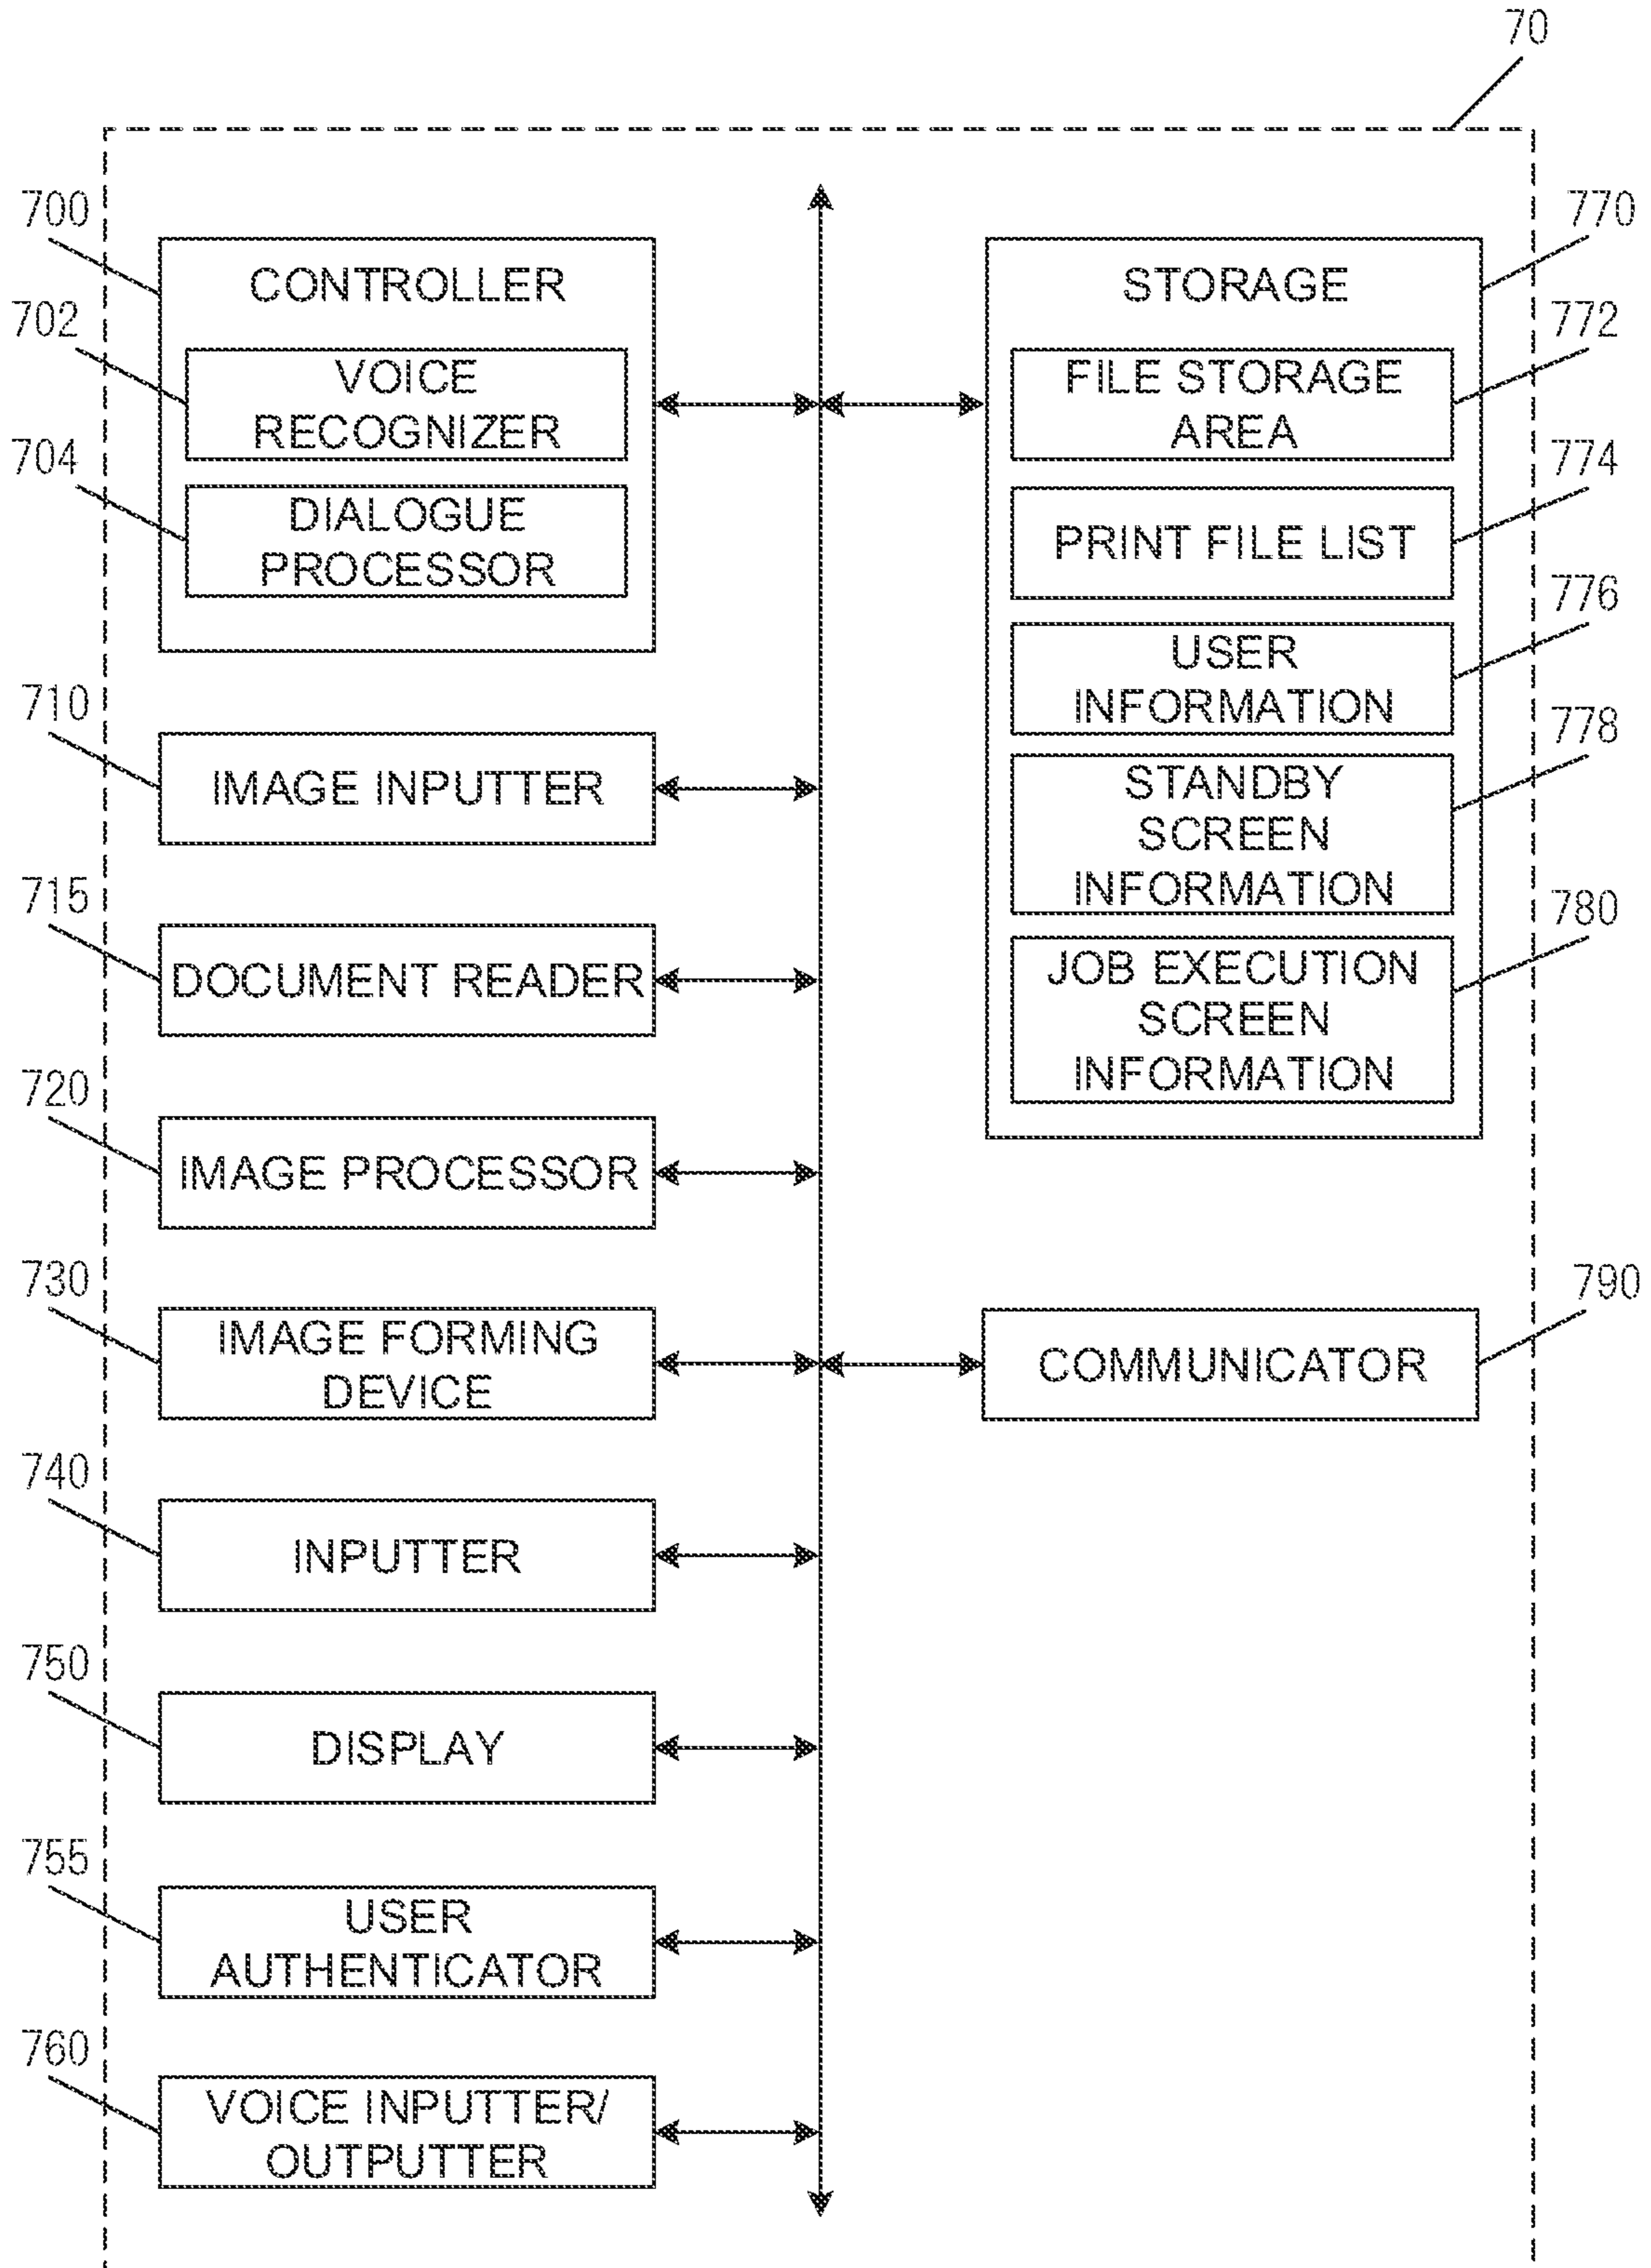 70
700
CONTROLLER
702
VOICE
RECOGNIZER
704
DIALOGUE
PROCESSOR
710
IMAGE INPUTTER
715
DOCUMENT READER
720
IMAGE PROCESSOR
730
IMAGE FORMING
DEVICE
740
INPUTTER
750
DISPLAY
755
USER
AUTHENTICATOR
760
VOICE INPUTTER/
OUTPUTTER
770
STORAGE
772
FILE STORAGE
AREA
774
PRINT FILE LIST
776
USER
INFORMATION
778
STANDBY
SCREEN
INFORMATION
780
JOB EXECUTION
SCREEN
INFORMATION
790
COMMUNICATOR